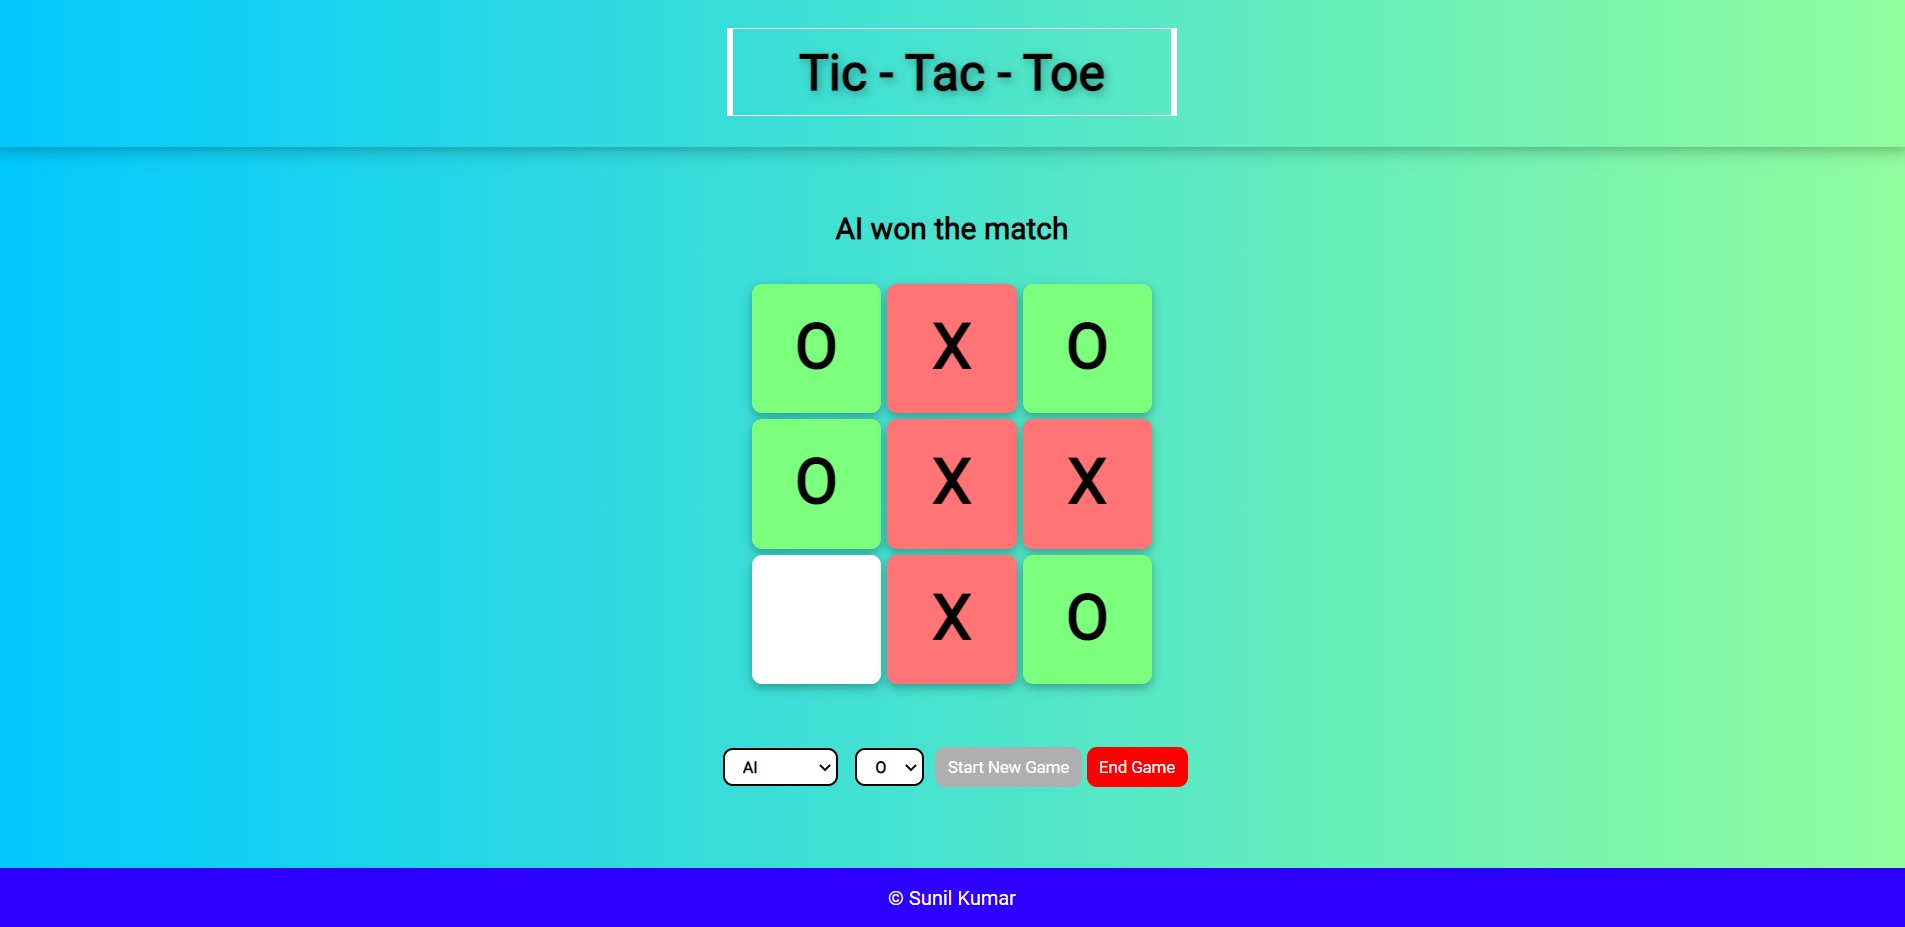 Tic - Tac - Toe
AI won the match
O X O
O X X
X O
AI O Start New Game End Game
© Sunil Kumar